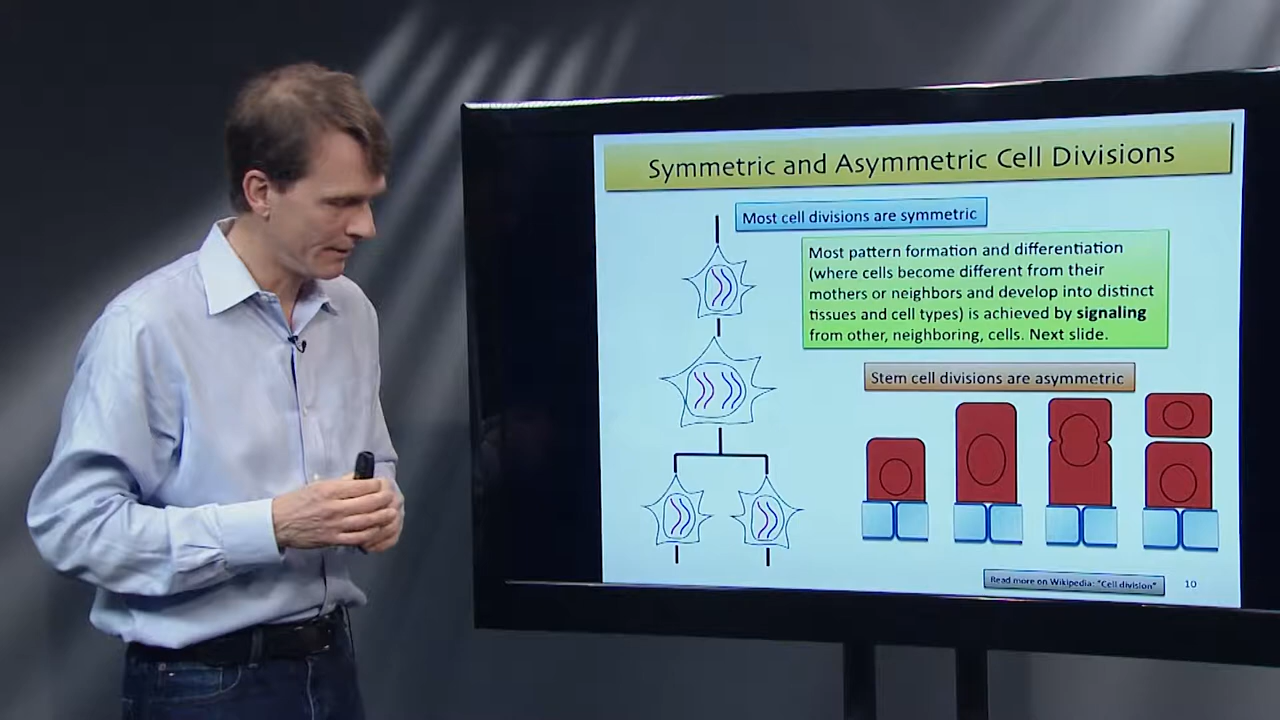 Symmetric and Asymmetric Cell Divisions
Most cell divisions are symmetric
Most pattern formation and differentiation
(where cells become different from their
mothers or neighbors and develop into distinct
tissues and cell types) is achieved by signaling
from other, neighboring, cells. Next slide.
Stem cell divisions are asymmetric
Read more on Wikipedia: "Cell division"
10